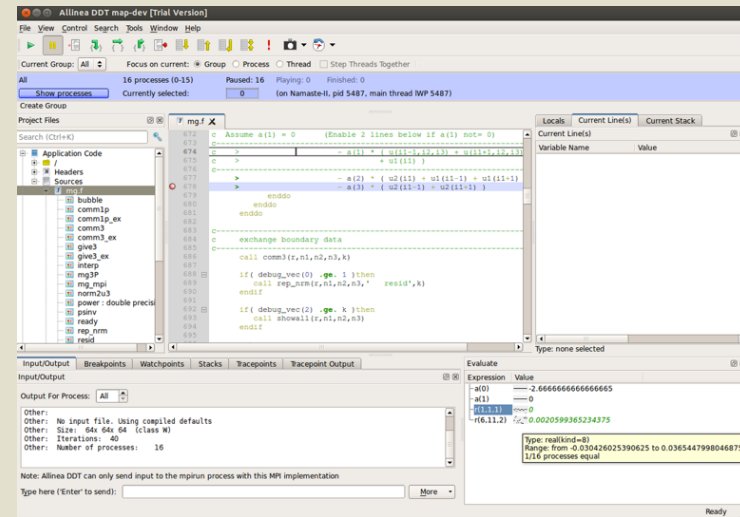 Allinea DDT map-dev [Trial Version]
File View Control Search Tools Window Help
Current Group: All Focus on current: Group Process Thread Step Threads Together
All 16 processes (0-15) Paused: 16 Playing: 0 Finished: 0
Show processes Currently selected: 0 (on Namaste-II, pid 5487, main thread lWP 5487)
Create Group
Project Files
Search (Ctrl+K)
Application Code
/
Headers
Sources
mg.f
bubble
comm1p
comm1p_ex
comm3
comm3_ex
give3
give3_ex
interp
mg3P
mg_mpi
norm2u3
power : double precisi
psinv
ready
rep_nrm
resid
mg.f
672 c Assume a(1) = 0 (Enable 2 lines below if a(1) not= 0)
673 c
674 c > - a(1) * ( u(i1-1,i2,i3) + u(i1+1,i2,i3)
675 c > + u1(i1) )
676 c
677 > - a(2) * ( u2(i1) + u1(i1-1) + u1(i1+1)
678 > - a(3) * ( u2(i1-1) + u2(i1+1) )
679 enddo
680 enddo
681 enddo
682
683 c
684 c exchange boundary data
685 c
686 call comm3(r,n1,n2,n3,k)
687
688 if( debug_vec(0) .ge. 1 )then
689 call rep_nrm(r,n1,n2,n3,' resid',k)
690 endif
691
692 if( debug_vec(2) .ge. k )then
693 call showall(r,n1,n2,n3)
694 endif
Locals Current Line(s) Current Stack
Current Line(s)
Variable Name Value
Type: none selected
Input/Output Breakpoints Watchpoints Stacks Tracepoints Tracepoint Output
Input/Output
Output For Process: All
Other:
Other: No input file. Using compiled defaults
Other: Size: 64x 64x 64 (class W)
Other: Iterations: 40
Other: Number of processes: 16
Note: Allinea DDT can only send input to the mpirun process with this MPI implementation
Type here ('Enter' to send): More
Evaluate
Expression Value
a(0) -2.6666666666666665
a(1) 0
r(1,1,1) 0
r(6,11,2) 0.0020599365234375
Type: real(kind=8)
Range: from -0.030426025390625 to 0.0365447998046875
1/16 processes equal
Ready